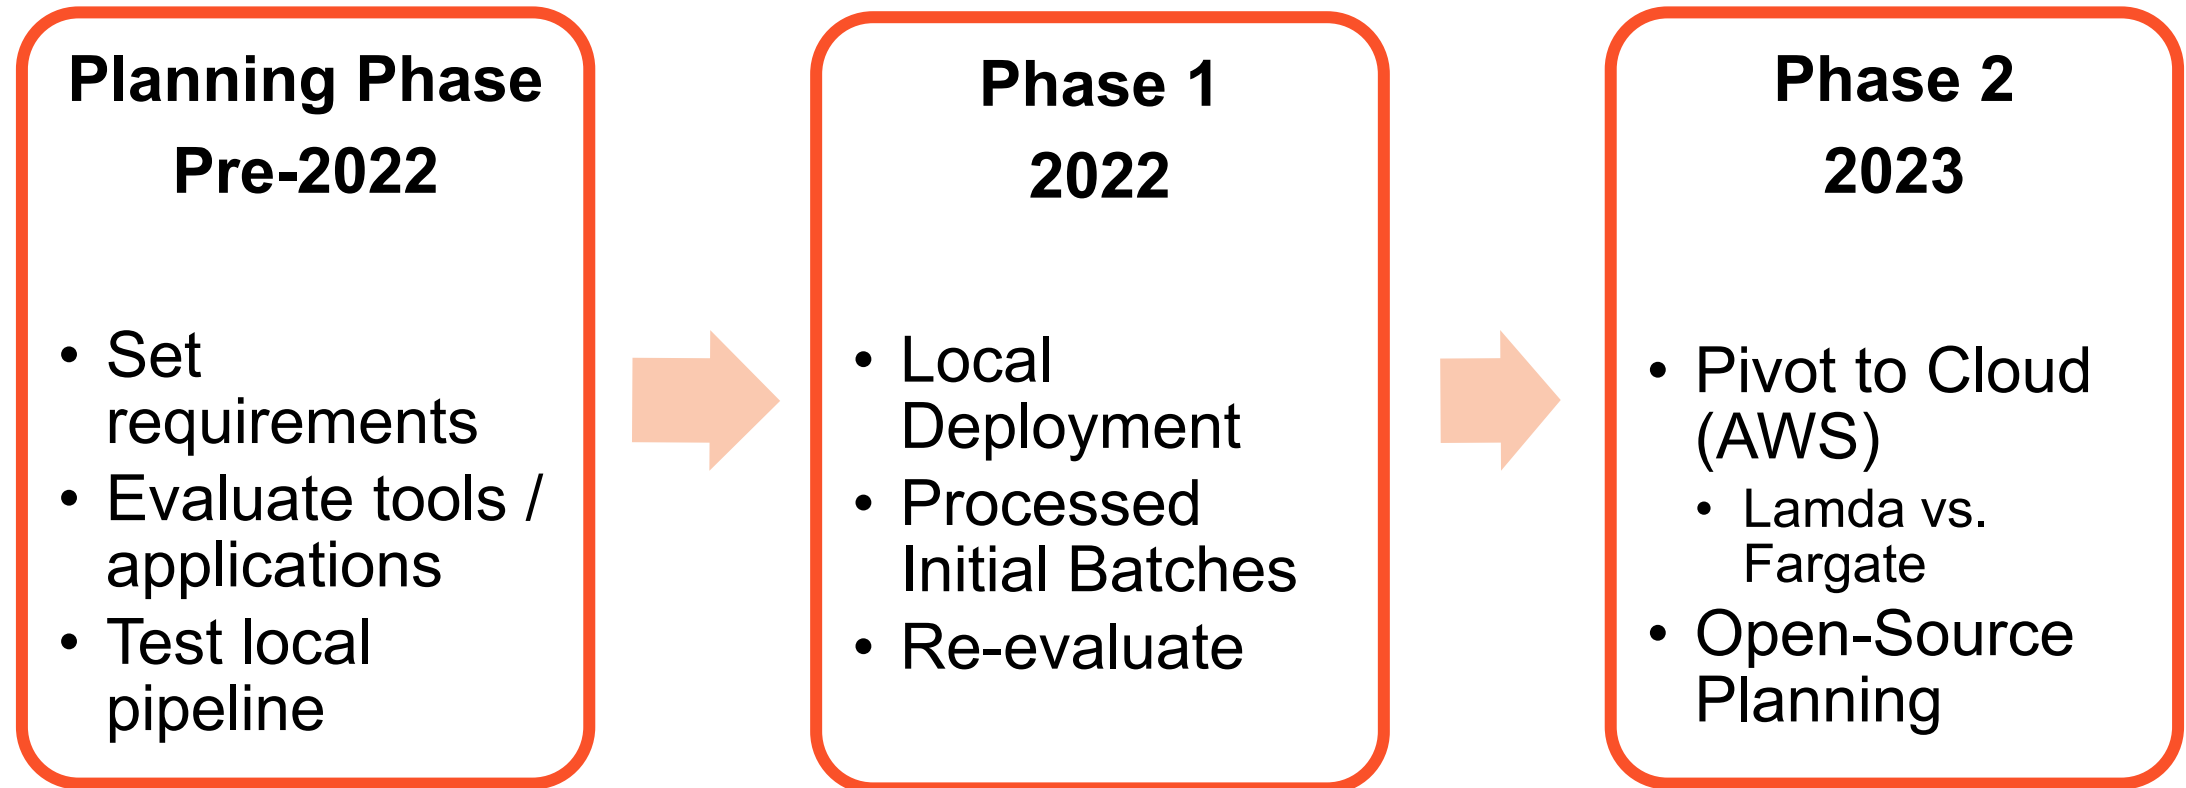 Planning Phase
Pre-2022
• Set
requirements
• Evaluate tools /
applications
• Test local
pipeline
Phase 1
2022
• Local
Deployment
• Processed
Initial Batches
• Re-evaluate
Phase 2
2023
• Pivot to Cloud
(AWS)
• Lamda vs.
Fargate
• Open-Source
Planning